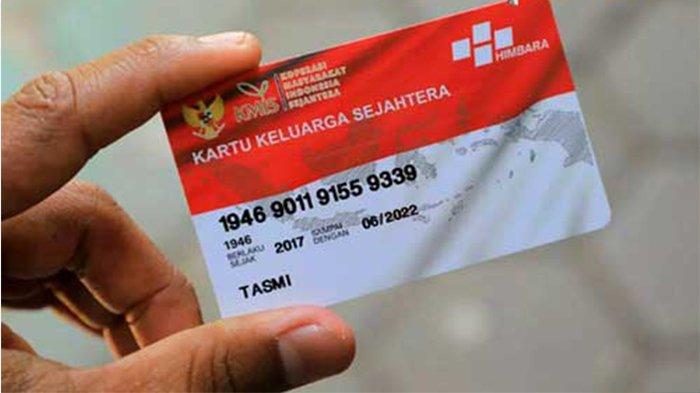 KMIS
KOPERASI
MASYARAKAT
INDONESIA
SEJAHTERA
HIMBARA
KARTU KELUARGA SEJAHTERA
1946 9011 9155 9339
1946
BERLAKU SEJAK 2017 SAMPAI DENGAN 06/2022
TASMI